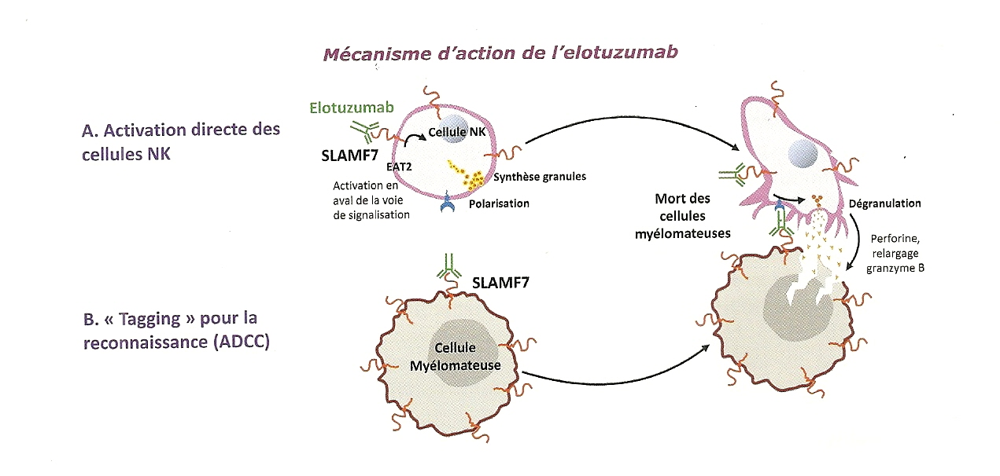 Mécanisme d'action de l'elotuzumab
A. Activation directe des
cellules NK
Elotuzumab
SLAMF7
EAT2
Cellule NK
Activation en
aval de la voie
de signalisation
Synthèse granules
Polarisation
Mort des
cellules
myélomateuses
Dégranulation
Perforine,
relargage
granzyme B
B. « Tagging » pour la
reconnaissance (ADCC)
SLAMF7
Cellule
Myélomateuse